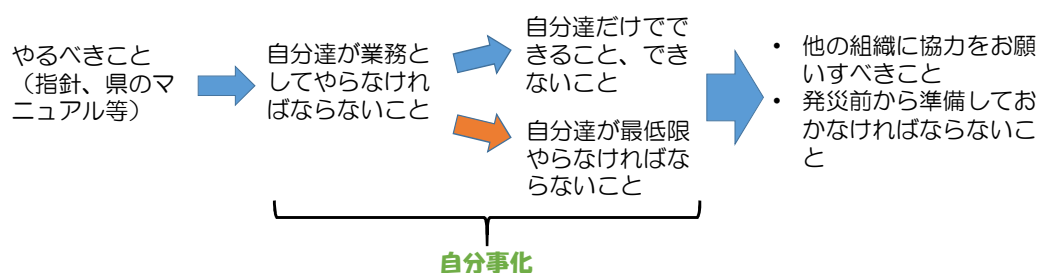 やるべきこと
（指針、県のマ
ニュアル等）
自分達が業務と
してやらなけれ
ばならないこと
自分達だけでで
きること、でき
ないこと
自分達が最低限
やらなければな
らないこと
• 他の組織に協力をお願
いすべきこと
• 発災前から準備してお
かなければならないこ
と
自分事化